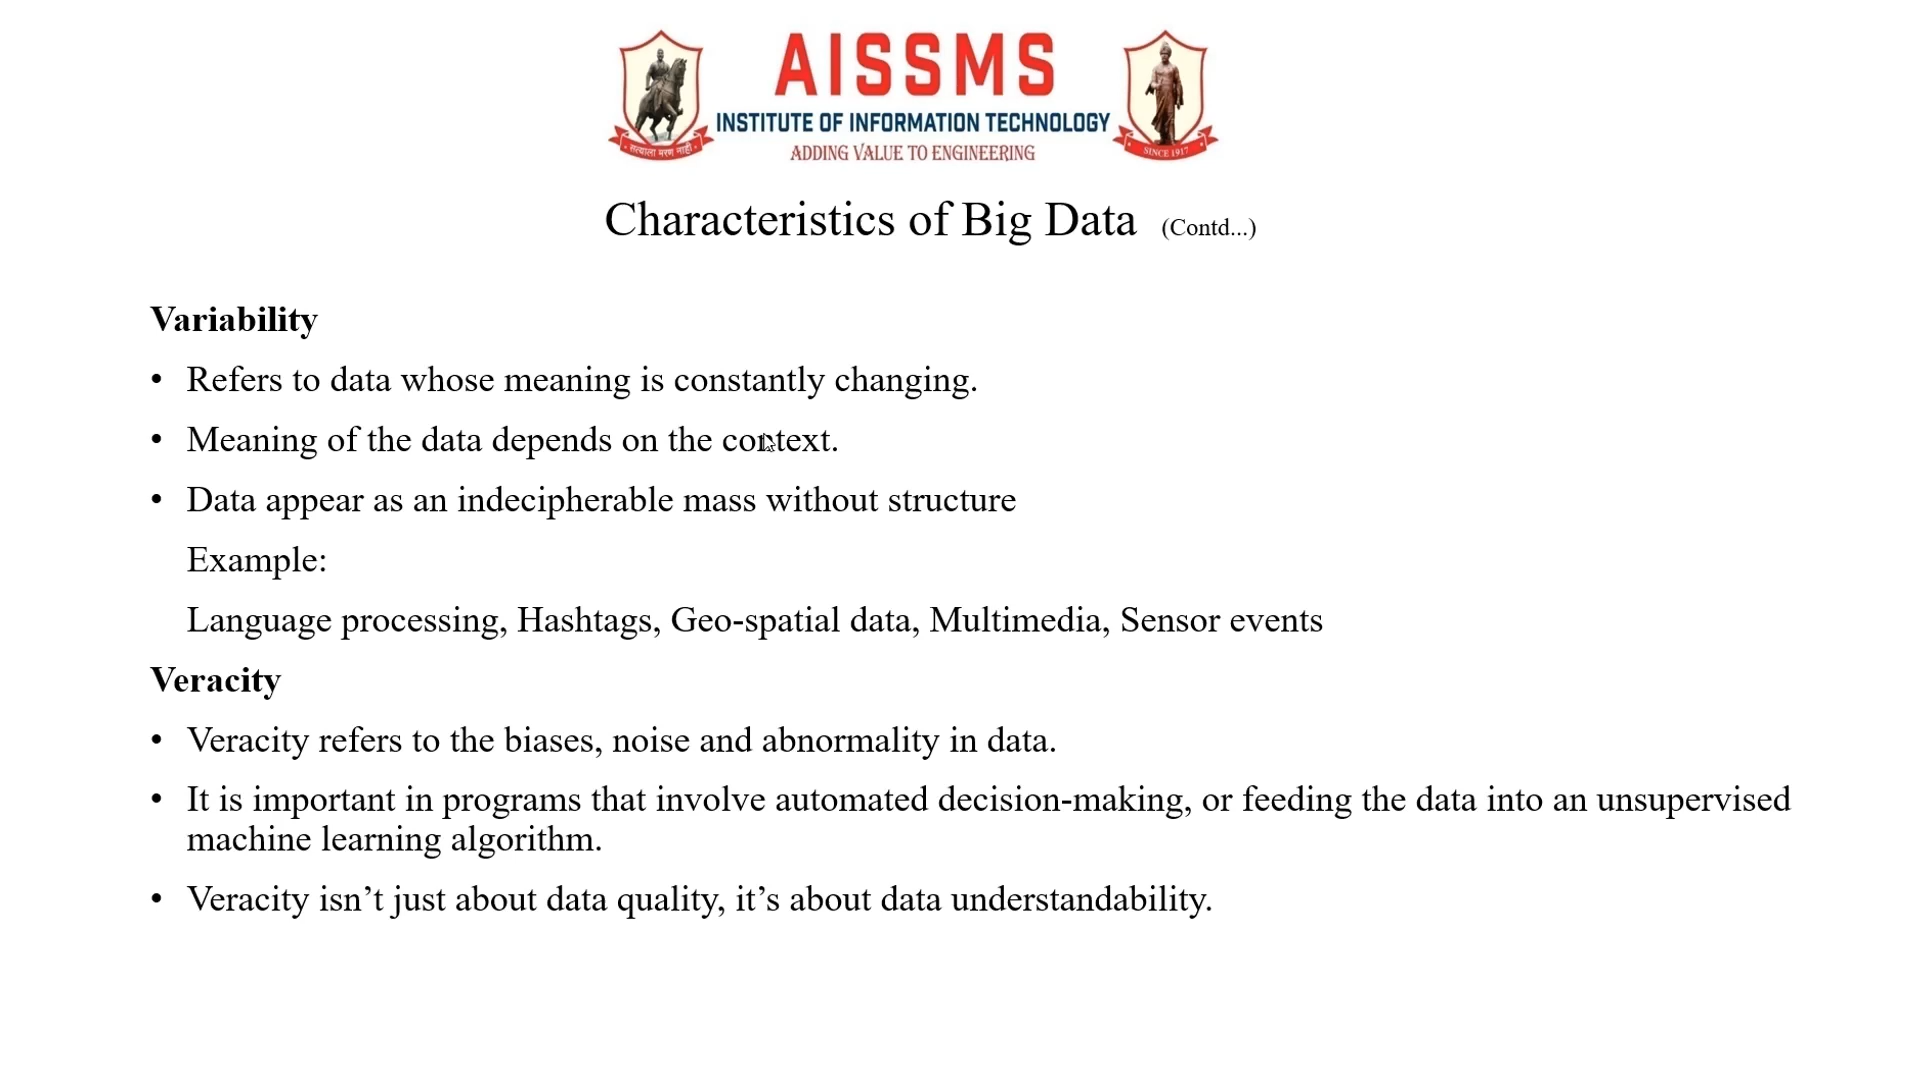 AISSMS
INSTITUTE OF INFORMATION TECHNOLOGY
ADDING VALUE TO ENGINEERING
सत्याला मरण नाही
SINCE 1917
Characteristics of Big Data (Contd...)
Variability
• Refers to data whose meaning is constantly changing.
• Meaning of the data depends on the context.
• Data appear as an indecipherable mass without structure
Example:
Language processing, Hashtags, Geo-spatial data, Multimedia, Sensor events
Veracity
• Veracity refers to the biases, noise and abnormality in data.
• It is important in programs that involve automated decision-making, or feeding the data into an unsupervised
machine learning algorithm.
• Veracity isn’t just about data quality, it’s about data understandability.